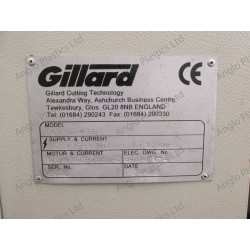 Gillard
CE
Gillard Cutting Technology
Alexandra Way, Ashchurch Business Centre,
Tewkesbury, Glos. GL20 8NB ENGLAND
Tel: (01684) 290243 Fax: (01684) 290330
MODEL
SUPPLY & CURRENT
MOTOR & CURRENT ELEC. DWG. No.
SER. No. DATE